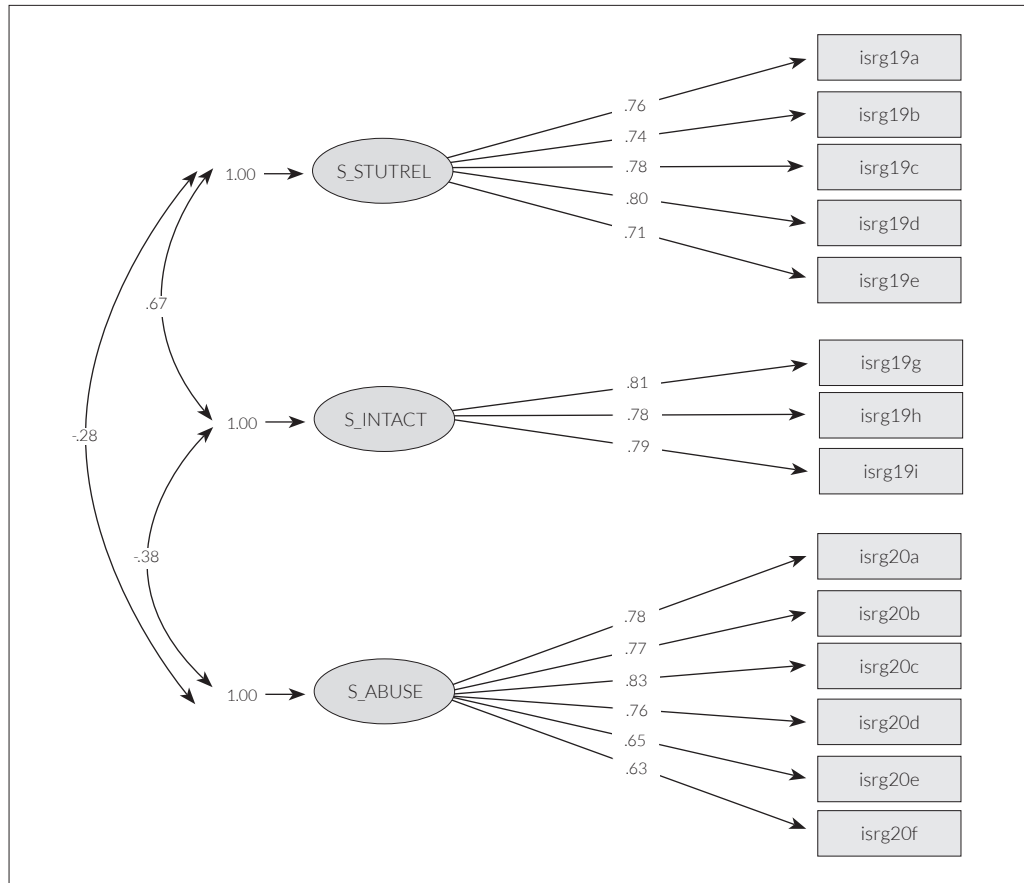 isrg19a
.76
isrg19b
.74
.78
isrg19c
1.00
S_STUTREL
.80
isrg19d
.71
isrg19e
.67
isrg19g
.81
.78
isrg19h
1.00
S_INTACT
-.28
.79
isrg19i
-.38
isrg20a
.78
isrg20b
.77
.83
isrg20c
1.00
S_ABUSE
.76
isrg20d
.65
isrg20e
.63
isrg20f